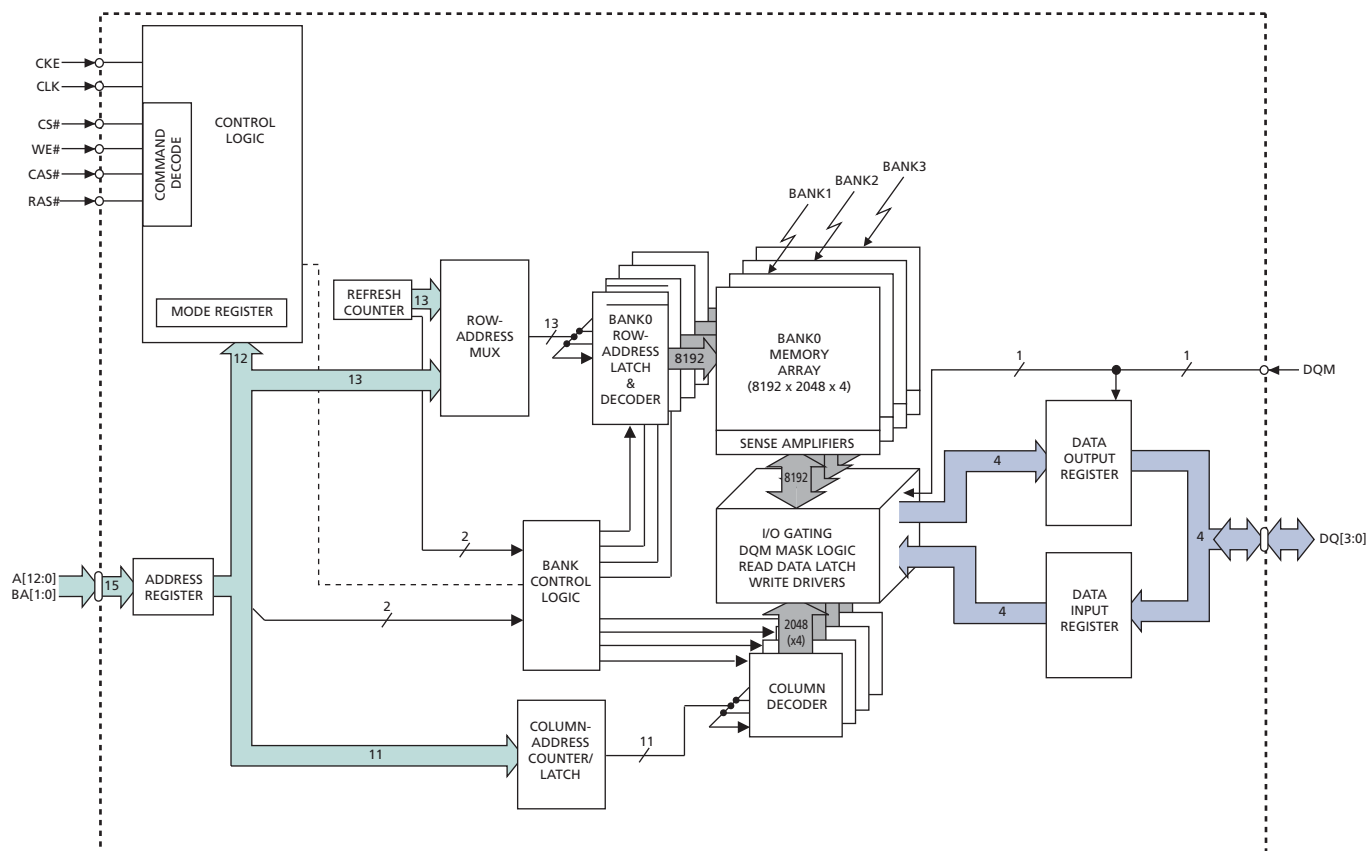 CKE
CLK
CS#
WE#
CAS#
RAS#
COMMAND
DECODE
CONTROL
LOGIC
MODE REGISTER
12
BANK1
BANK2
BANK3
REFRESH
COUNTER
13
ROW-
ADDRESS
MUX
13
13
BANK0
ROW-
ADDRESS
LATCH
&
DECODER
8192
BANK0
MEMORY
ARRAY
(8192 x 2048 x 4)
SENSE AMPLIFIERS
8192
1
1
DQM
DATA
OUTPUT
REGISTER
4
I/O GATING
DQM MASK LOGIC
READ DATA LATCH
WRITE DRIVERS
4
DQ[3:0]
DATA
INPUT
REGISTER
4
A[12:0]
BA[1:0]
15
ADDRESS
REGISTER
2
2
BANK
CONTROL
LOGIC
2048
(x4)
COLUMN
DECODER
11
COLUMN-
ADDRESS
COUNTER/
LATCH
11